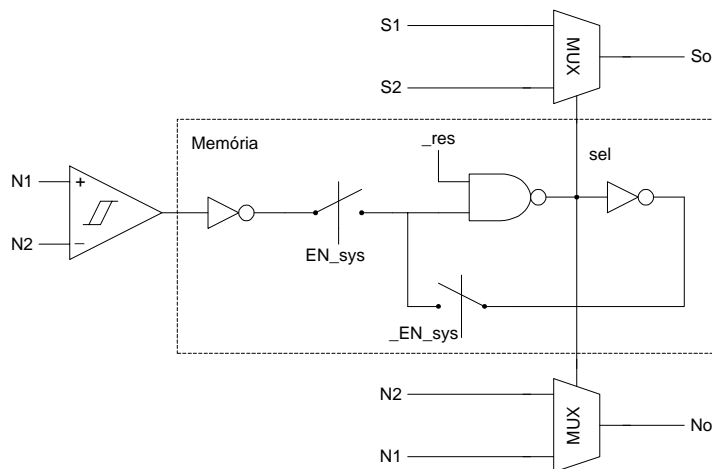 S1
MUX
So
S2
Memória
_res
sel
N1
+
N2
−
EN_sys
_EN_sys
N2
MUX
No
N1